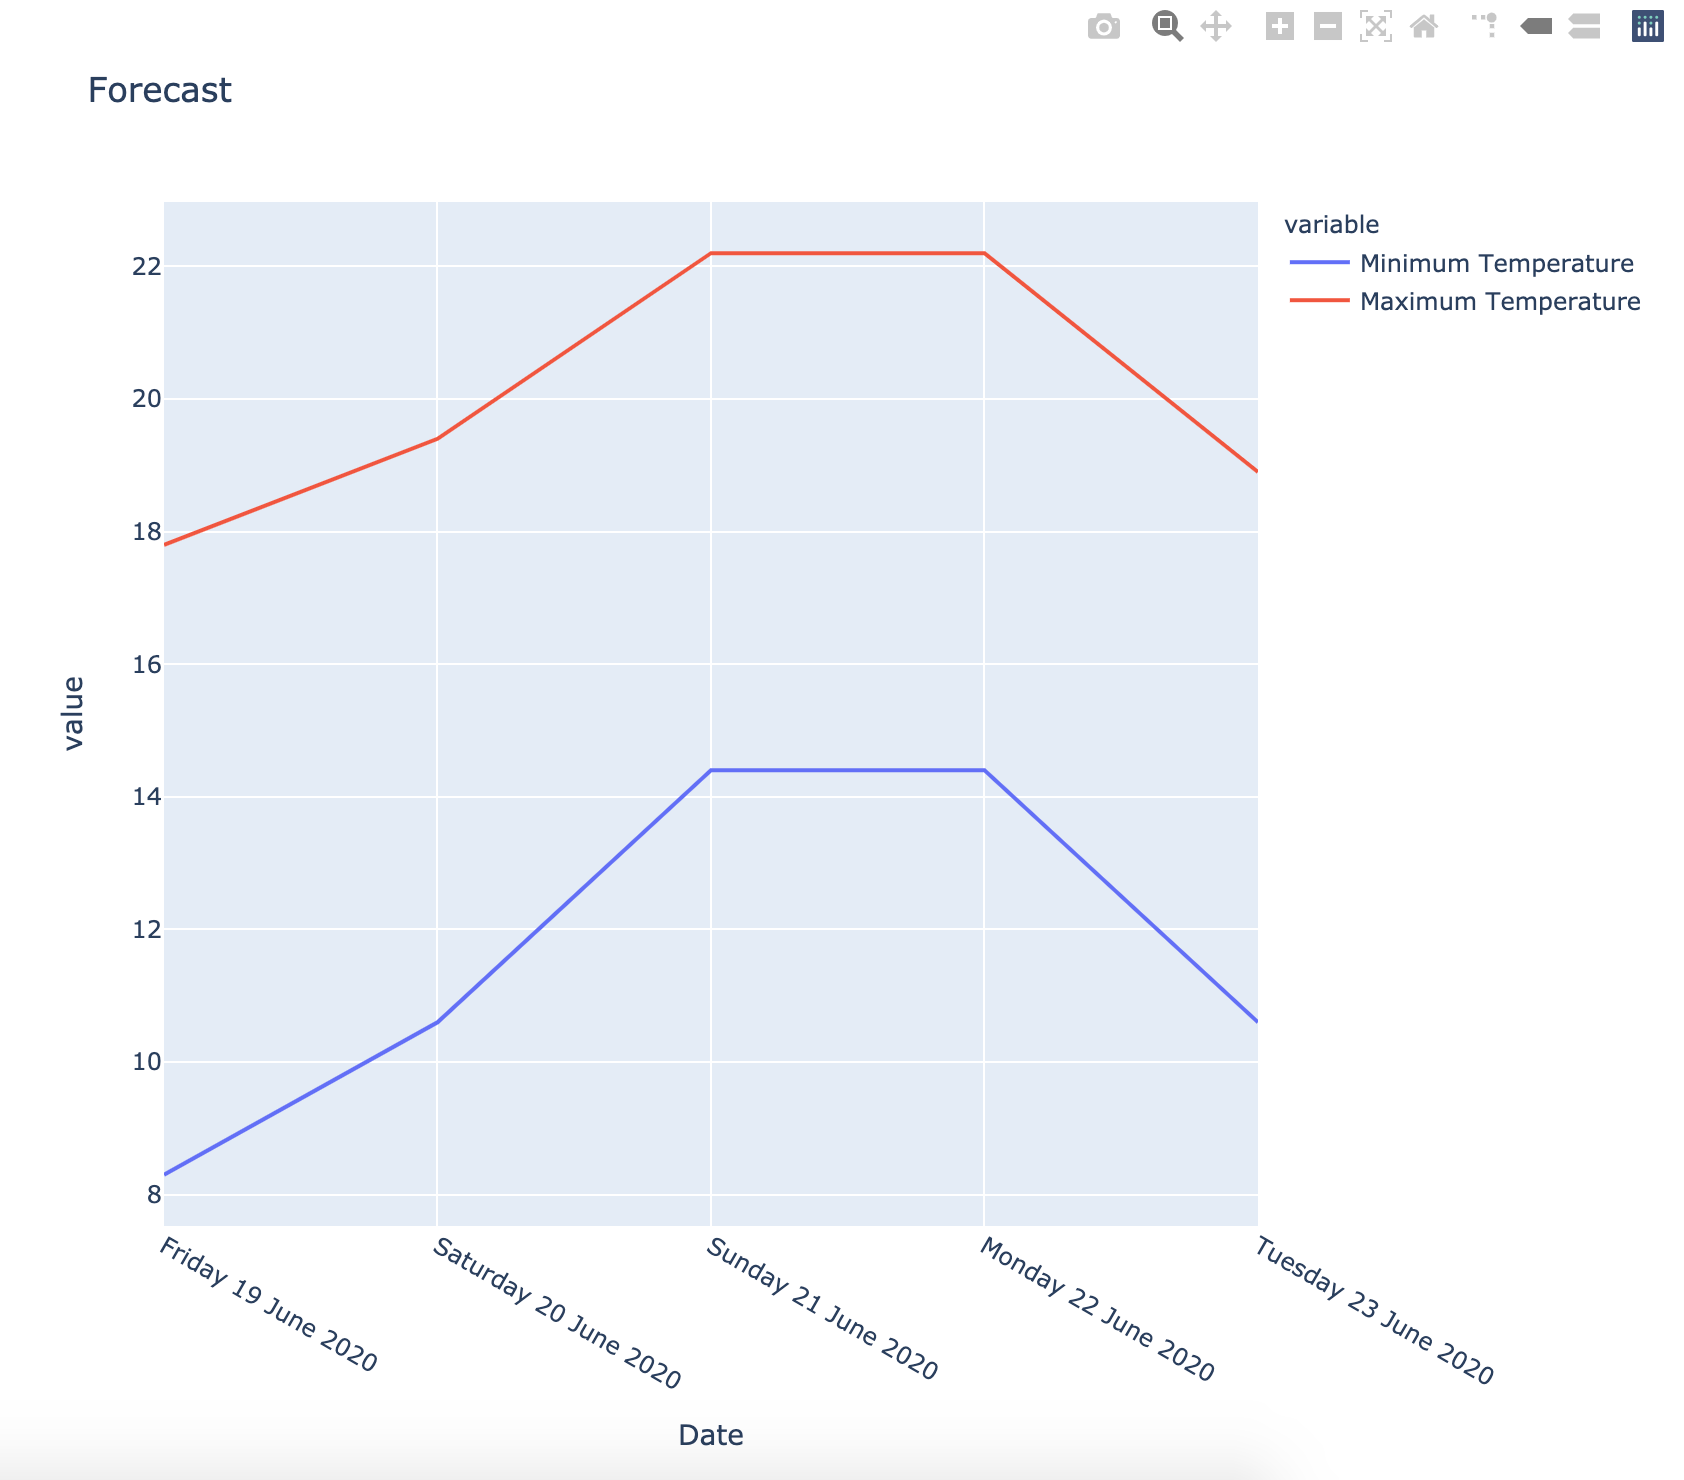 Forecast
variable
Minimum Temperature
Maximum Temperature
22
20
18
16
14
12
10
8
value
Friday 19 June 2020
Saturday 20 June 2020
Sunday 21 June 2020
Monday 22 June 2020
Tuesday 23 June 2020
Date